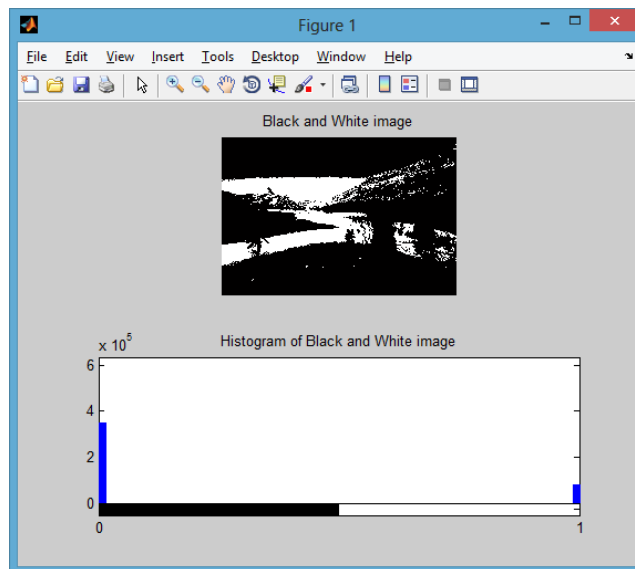 Figure 1
File Edit View Insert Tools Desktop Window Help
Black and White image
Histogram of Black and White image
x 10^5
6
4
2
0
0 1